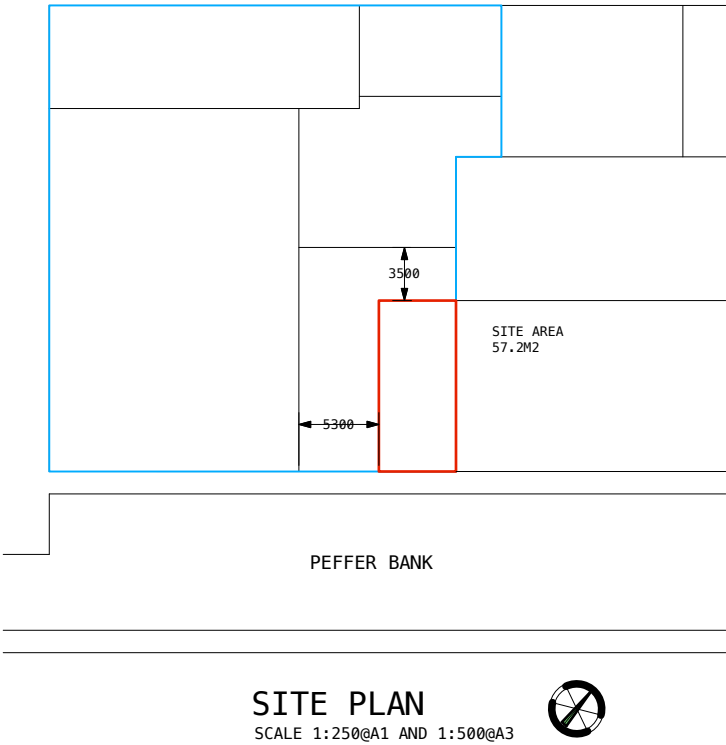 3500
SITE AREA
57.2M2
5300
PEFFER BANK
SITE PLAN
SCALE 1:250@A1 AND 1:500@A3